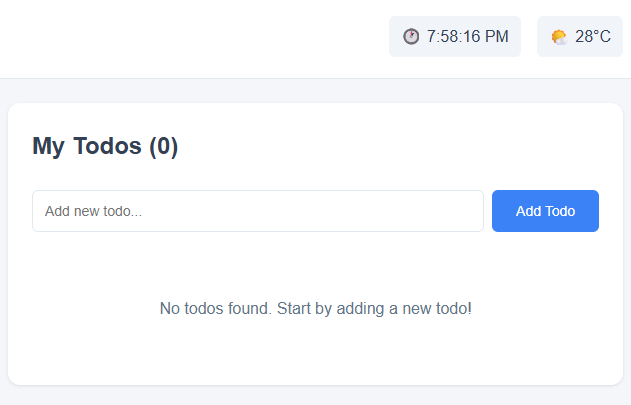 7:58:16 PM
28°C
My Todos (0)
Add new todo...
Add Todo
No todos found. Start by adding a new todo!